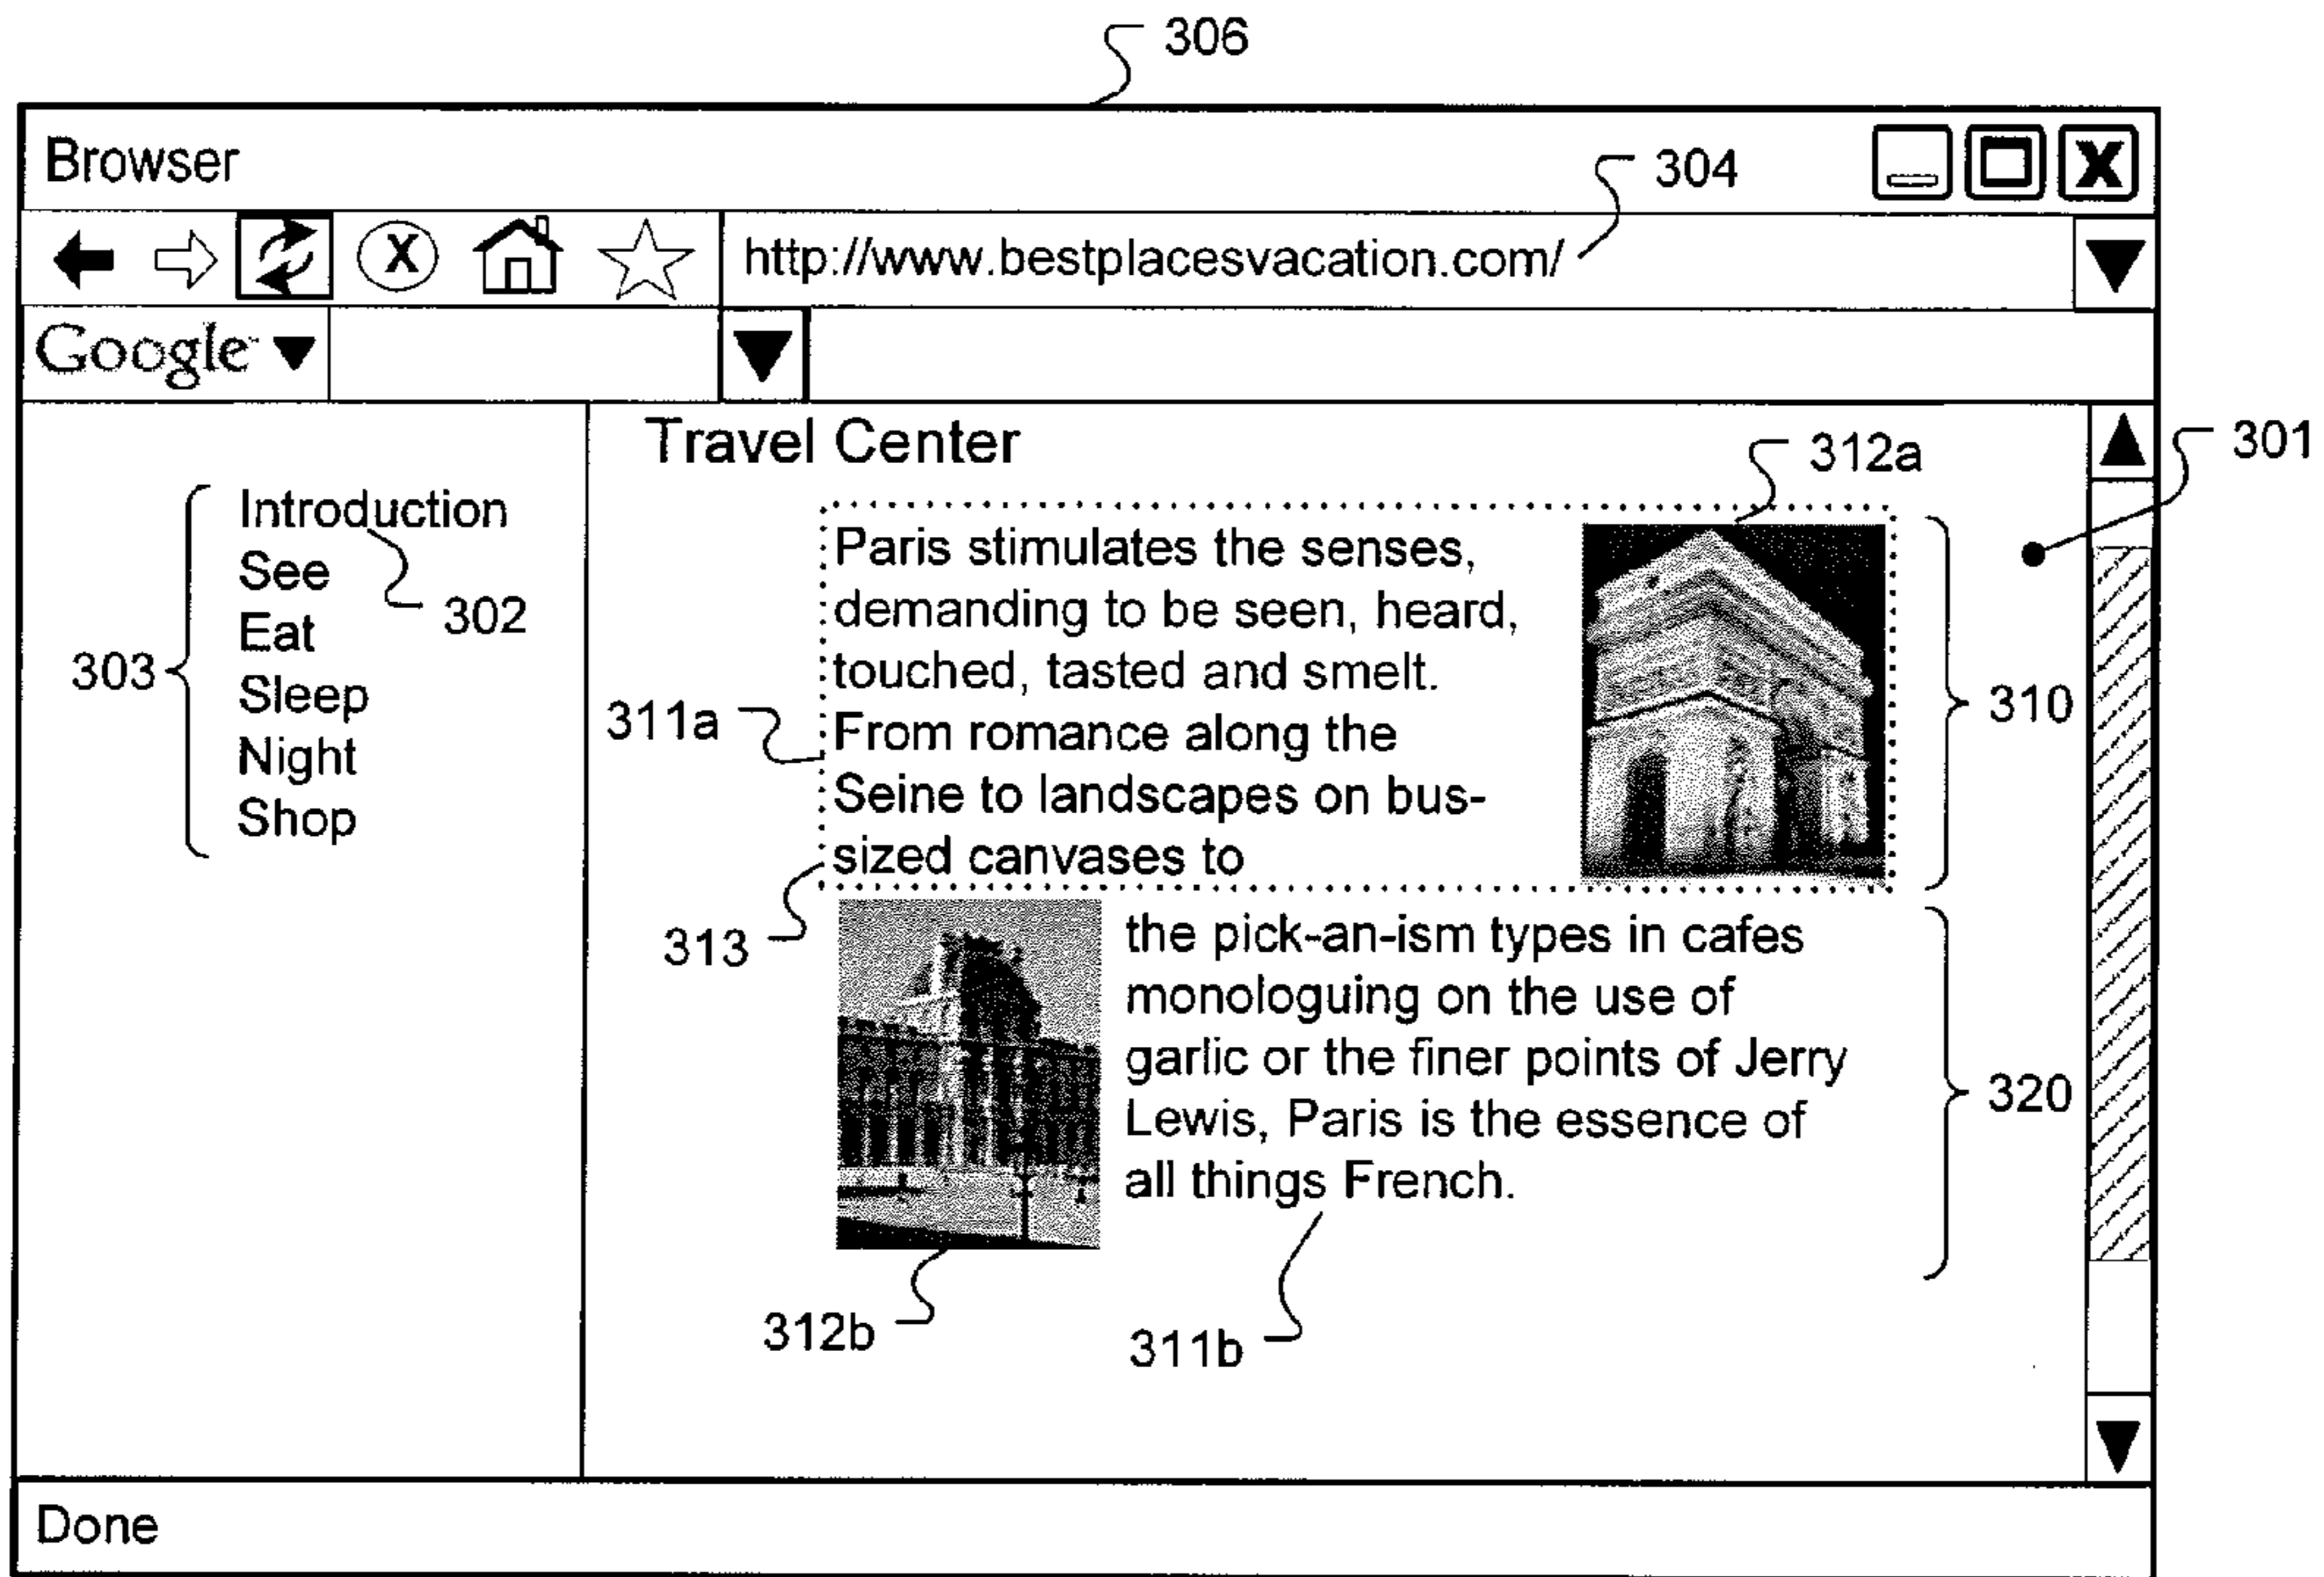 306
Browser
304
http://www.bestplacesvacation.com/
Google™
Travel Center
312a
301
Introduction
See
302
Eat
Sleep
Night
Shop
303
Paris stimulates the senses,
demanding to be seen, heard,
touched, tasted and smelt.
From romance along the
Seine to landscapes on bus-
sized canvases to
311a
310
313
the pick-an-ism types in cafes
monologuing on the use of
garlic or the finer points of Jerry
Lewis, Paris is the essence of
all things French.
320
312b
311b
Done